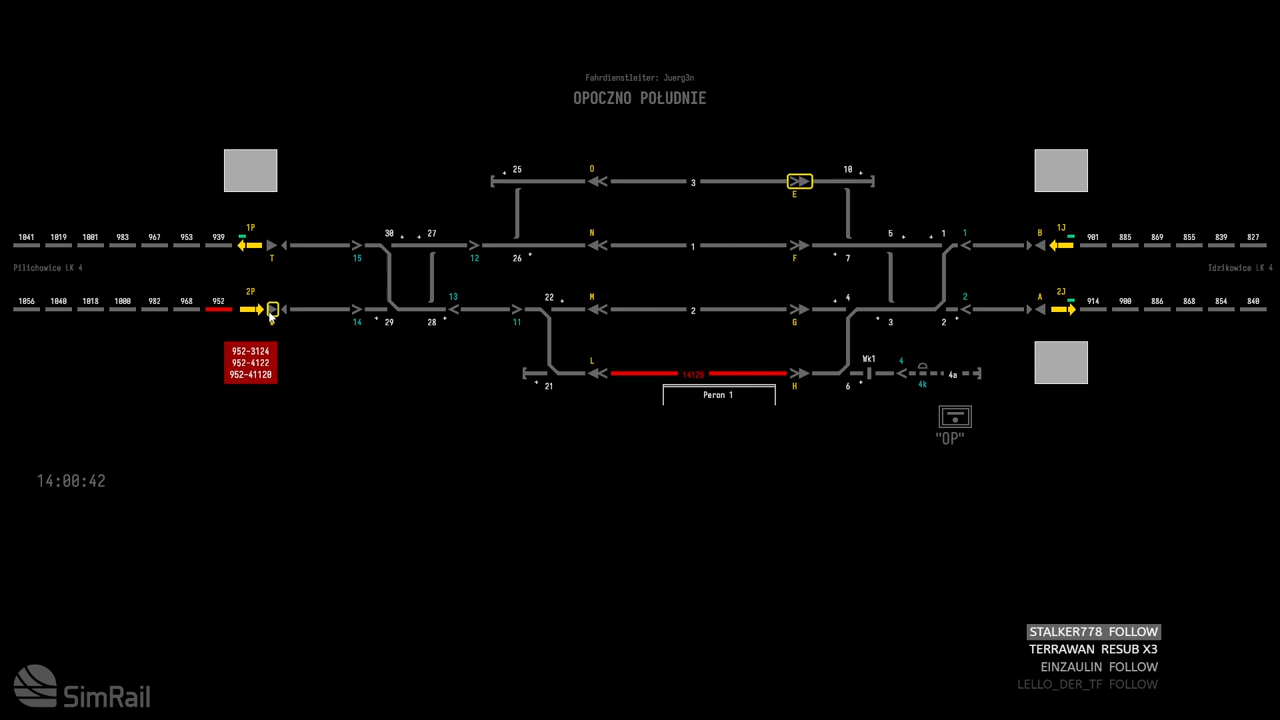 Fahrdienstleiter: Juerg3n
OPOCZNO POŁUDNIE
25 O 10
3
E
1P 30 27 N 5 1 1 B 1J
1041 1019 1001 983 967 953 939 901 885 869 855 839 827
1
T 15 12 26 F 7
Pilichowice LK 4 Idzikowice LK 4
2P 13 22 M 4 2 A 2J
1056 1040 1018 1000 982 968 952 914 900 886 868 854 840
2
14 29 28 11 G 3 2
952-3124
952-4122
952-41120
L Wk1 4
14125 4a
21 H 6 4k
Peron 1
"OP"
14:00:42
STALKER778 FOLLOW
TERRAWAN RESUB X3
EINZAULIN FOLLOW
LELLO_DER_TF FOLLOW
SimRail